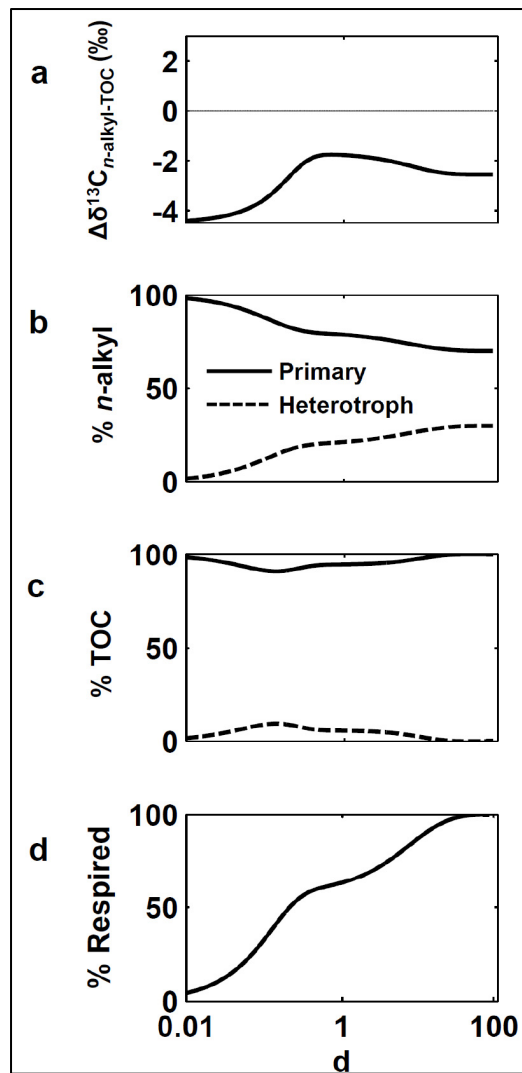 a
Δδ¹³Cn-alkyl-TOC (‰)
2
0
-2
-4
b
% n-alkyl
100
50
0
Primary
Heterotroph
c
% TOC
100
50
0
d
% Respired
100
50
0
0.01 1 100
d